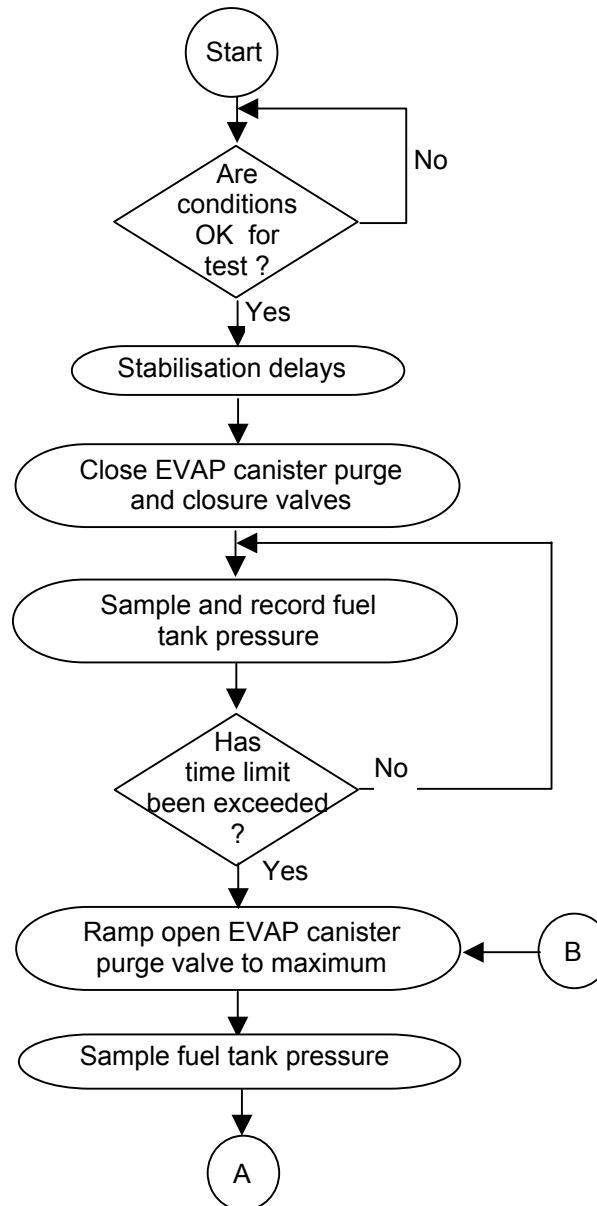 Start
No
Are
conditions
OK for
test ?
Yes
Stabilisation delays
Close EVAP canister purge
and closure valves
Sample and record fuel
tank pressure
Has
time limit
been exceeded
?
No
Yes
Ramp open EVAP canister
purge valve to maximum
B
Sample fuel tank pressure
A